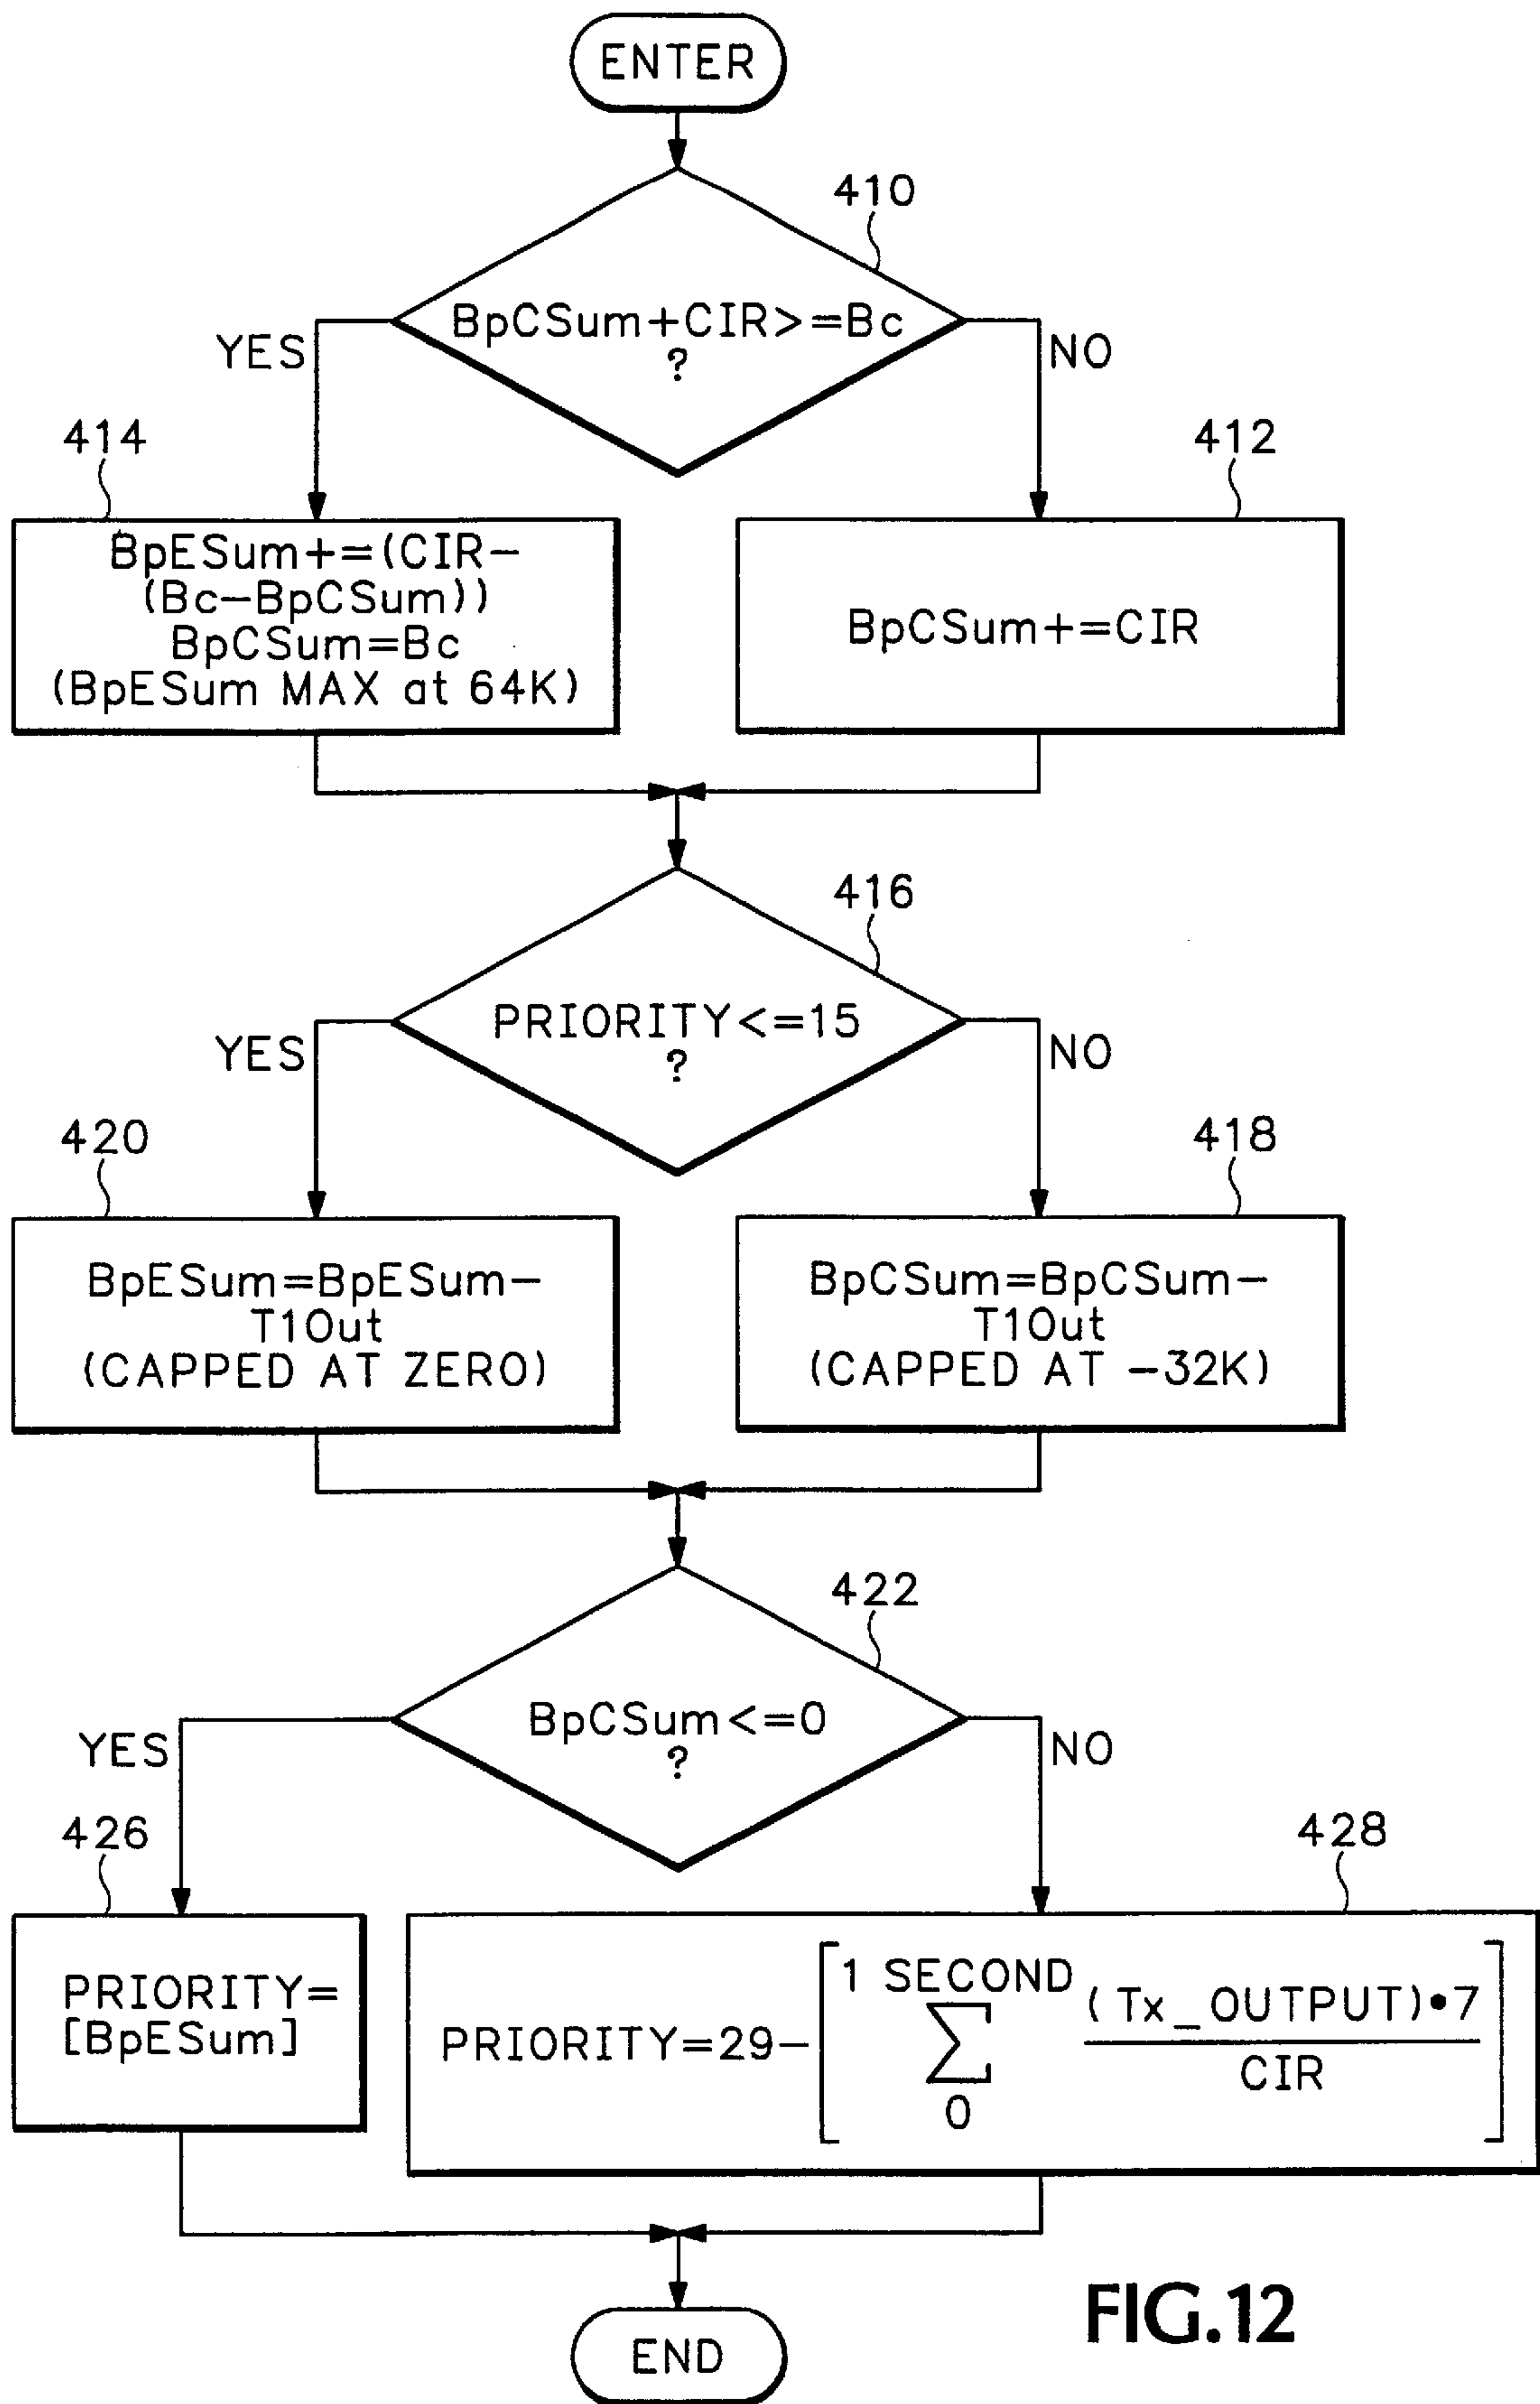 ENTER
410
BpCSum+CIR>=Bc
?
YES
NO
414
412
BpESum+=(CIR-
(Bc-BpCSum))
BpCSum=Bc
(BpESum MAX at 64K)
BpCSum+=CIR
416
PRIORITY<=15
?
YES
NO
420
418
BpESum=BpESum-
T1Out
(CAPPED AT ZERO)
BpCSum=BpCSum-
T1Out
(CAPPED AT -32K)
422
BpCSum<=0
?
YES
NO
426
428
PRIORITY=
[BpESum]
PRIORITY=29-[
1 SECOND
∑
0
(Tx_OUTPUT)•7
CIR
]
END
FIG.12